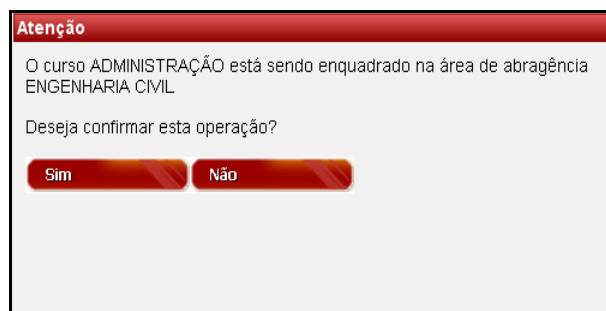 Atenção
O curso ADMINISTRAÇÃO está sendo enquadrado na área de abragência
ENGENHARIA CIVIL
Deseja confirmar esta operação?
Sim
Não